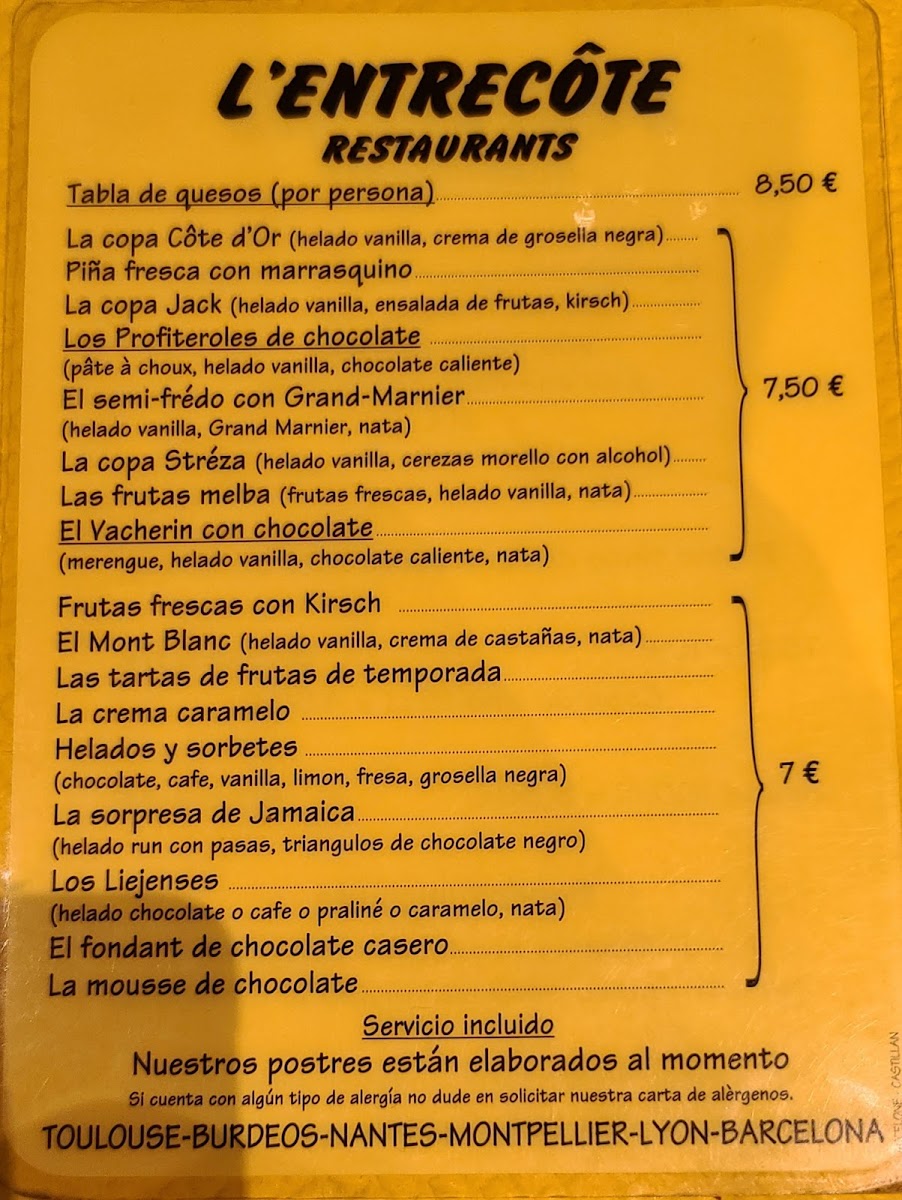 L'ENTRECÔTE
RESTAURANTS
Tabla de quesos (por persona) 8,50 €
La copa Côte d'Or (helado vanilla, crema de grosella negra)
Piña fresca con marrasquino
La copa Jack (helado vanilla, ensalada de frutas, kirsch)
Los Profiteroles de chocolate
(pâte à choux, helado vanilla, chocolate caliente)
7,50 €
El semi-frédo con Grand-Marnier
(helado vanilla, Grand Marnier, nata)
La copa Stréza (helado vanilla, cerezas morello con alcohol)
Las frutas melba (frutas frescas, helado vanilla, nata)
El Vacherin con chocolate
(merengue, helado vanilla, chocolate caliente, nata)
Frutas frescas con Kirsch
El Mont Blanc (helado vanilla, crema de castañas, nata)
Las tartas de frutas de temporada
La crema caramelo
Helados y sorbetes
(chocolate, cafe, vanilla, limon, fresa, grosella negra)
7 €
La sorpresa de Jamaica
(helado run con pasas, triangulos de chocolate negro)
Los Liejenses
(helado chocolate o cafe o praliné o caramelo, nata)
El fondant de chocolate casero
La mousse de chocolate
Servicio incluido
Nuestros postres están elaborados al momento
Si cuenta con algún tipo de alergía no dude en solicitar nuestra carta de alèrgenos.
TOULOUSE-BURDEOS-NANTES-MONTPELLIER-LYON-BARCELONA
CASTILLAN